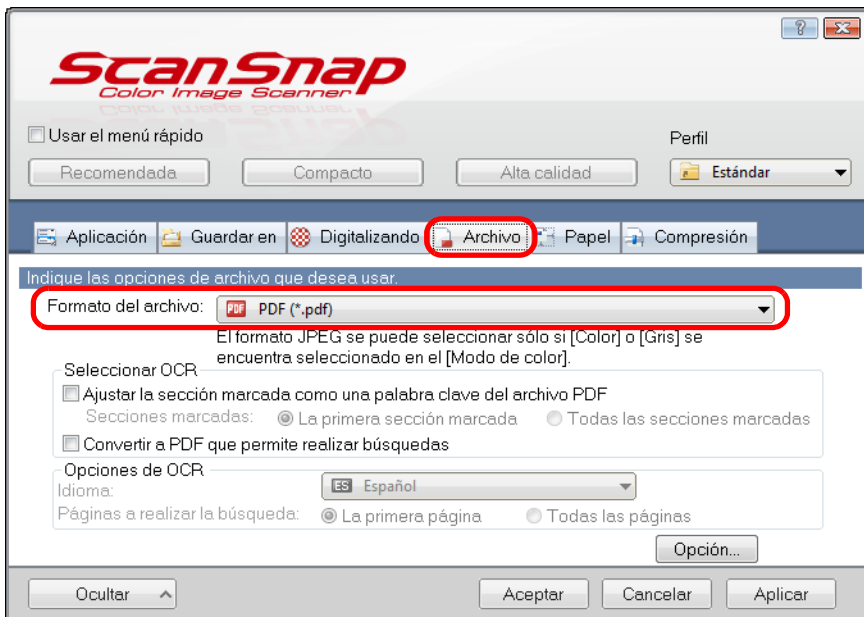 ScanSnap
Color Image Scanner
Usar el menú rápido
Perfil
Recomendada Compacto Alta calidad Estándar
Aplicación Guardar en Digitalizando Archivo Papel Compresión
Indique las opciones de archivo que desea usar.
Formato del archivo: PDF PDF (*.pdf)
El formato JPEG se puede seleccionar sólo si [Color] o [Gris] se
encuentra seleccionado en el [Modo de color].
Seleccionar OCR
Ajustar la sección marcada como una palabra clave del archivo PDF
Secciones marcadas: La primera sección marcada Todas las secciones marcadas
Convertir a PDF que permite realizar búsquedas
Opciones de OCR
Idioma: ES Español
Páginas a realizar la búsqueda: La primera página Todas las páginas
Opción...
Ocultar Aceptar Cancelar Aplicar